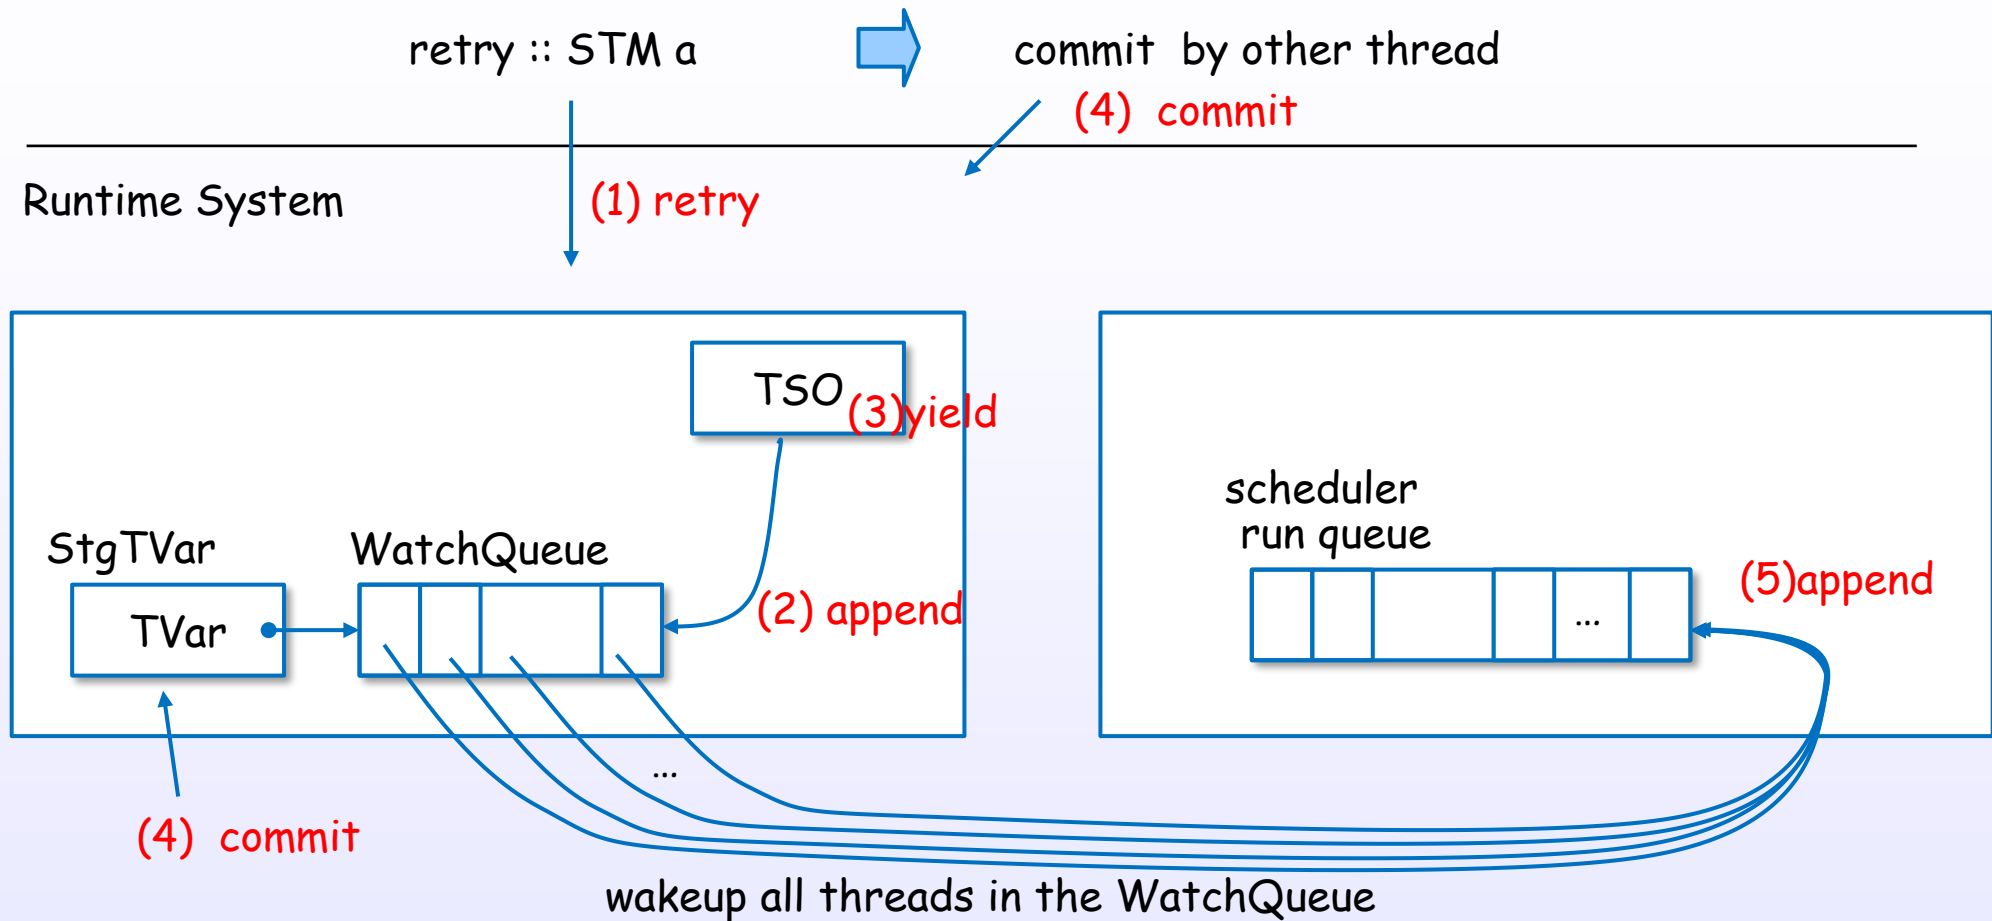 retry :: STM a
commit by other thread
(4) commit
Runtime System
(1) retry
TSO
(3)yield
scheduler
run queue
StgTVar
WatchQueue
(5)append
(2) append
TVar
...
...
(4) commit
wakeup all threads in the WatchQueue